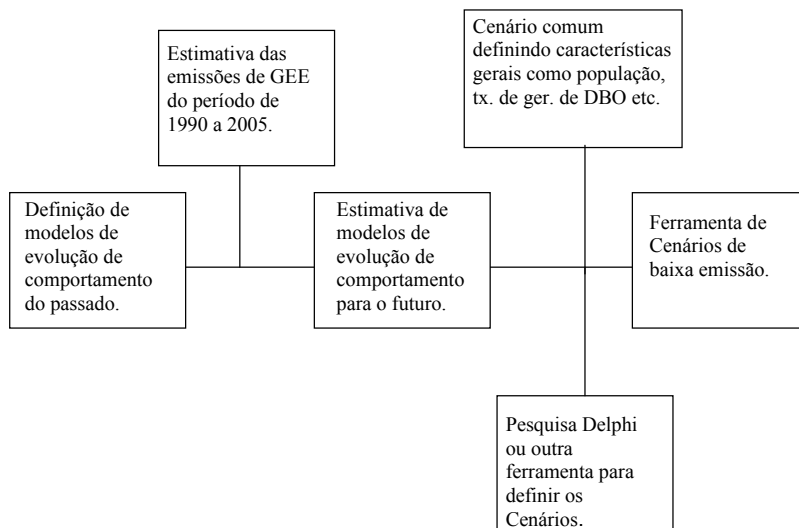 Estimativa das
emissões de GEE
do período de
1990 a 2005.
Cenário comum
definindo características
gerais como população,
tx. de ger. de DBO etc.
Definição de
modelos de
evolução de
comportamento
do passado.
Estimativa de
modelos de
evolução de
comportamento
para o futuro.
Ferramenta de
Cenários de
baixa emissão.
Pesquisa Delphi
ou outra
ferramenta para
definir os
Cenários.